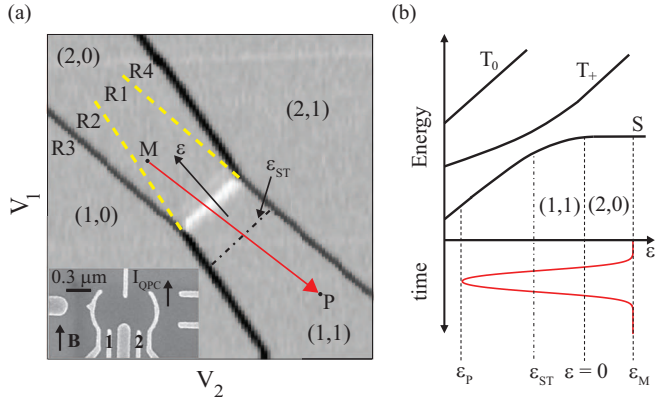 (a)
(2,0)
R4
R1
R2
R3
M
ε
ε_ST
(2,1)
(1,0)
V_1
P
(1,1)
0.3 μm
I_QPC
B
1
2
V_2
(b)
T_0
T_+
S
Energy
(1,1)
(2,0)
ε
time
ε_P
ε_ST
ε = 0
ε_M